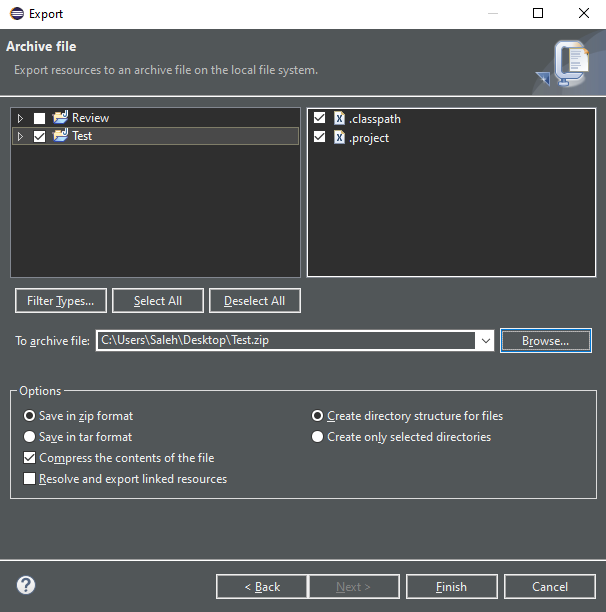 Export
Archive file
Export resources to an archive file on the local file system.
Review
Test
.classpath
.project
Filter Types...
Select All
Deselect All
To archive file:
C:\Users\Saleh\Desktop\Test.zip
Browse...
Options
Save in zip format
Create directory structure for files
Save in tar format
Create only selected directories
Compress the contents of the file
Resolve and export linked resources
?
< Back
Next >
Finish
Cancel